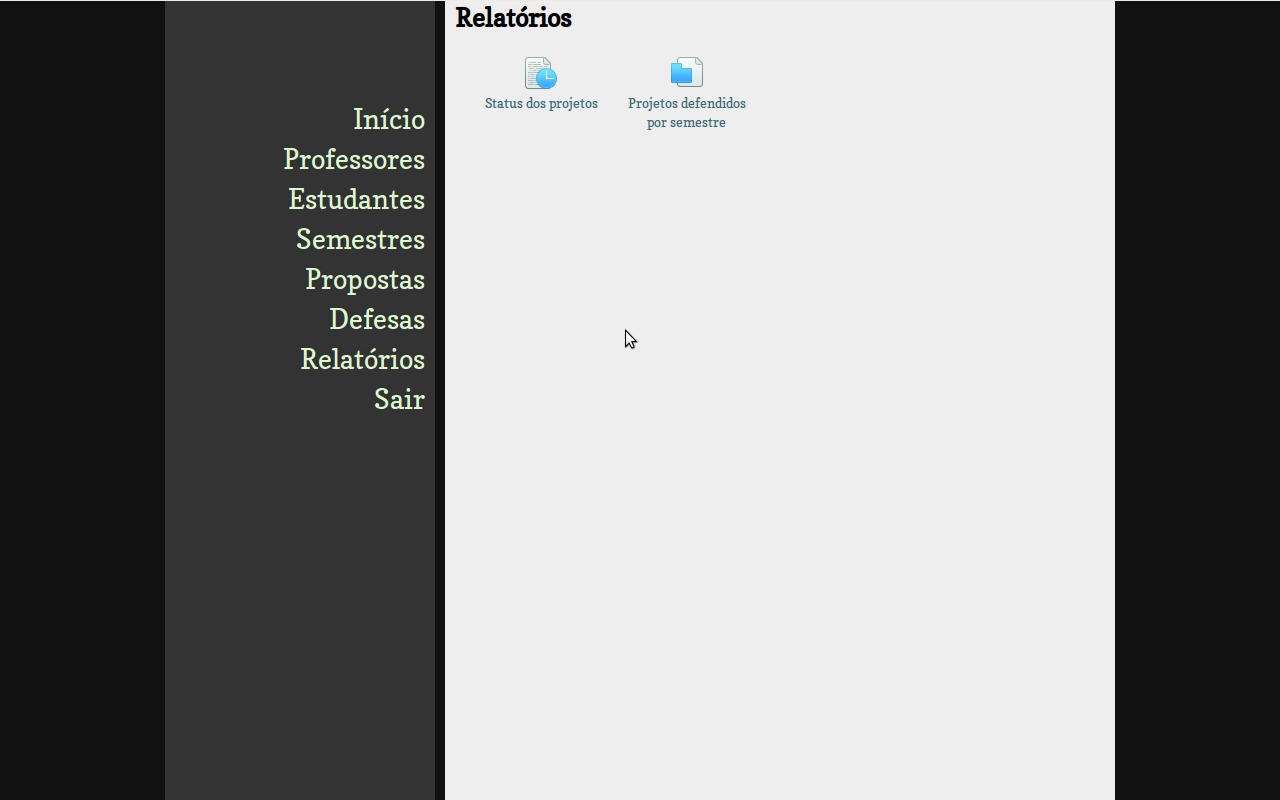 Relatórios
Início
Professores
Estudantes
Semestres
Propostas
Defesas
Relatórios
Sair
Status dos projetos
Projetos defendidos
por semestre